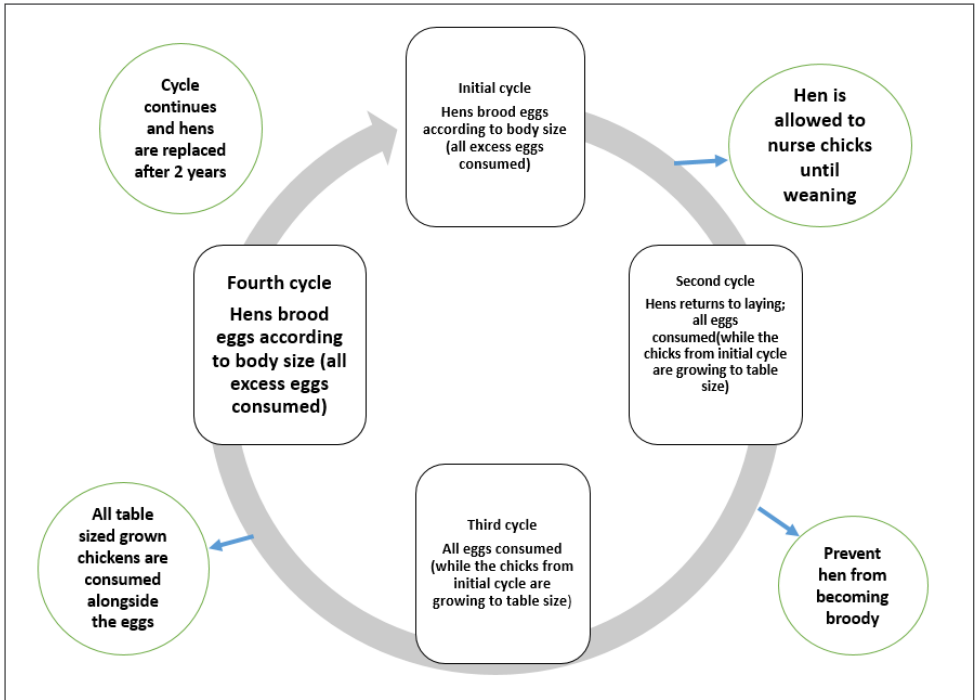 Initial cycle
Hens brood eggs
according to body size
(all excess eggs
consumed)
Hen is
allowed to
nurse chicks
until
weaning
Second cycle
Hens returns to laying;
all eggs
consumed(while the
chicks from initial cycle
are growing to table
size)
Prevent
hen from
becoming
broody
Third cycle
All eggs consumed
(while the chicks from
initial cycle are
growing to table size)
All table
sized grown
chickens are
consumed
alongside
the eggs
Fourth cycle
Hens brood
eggs according
to body size (all
excess eggs
consumed)
Cycle
continues
and hens
are replaced
after 2 years